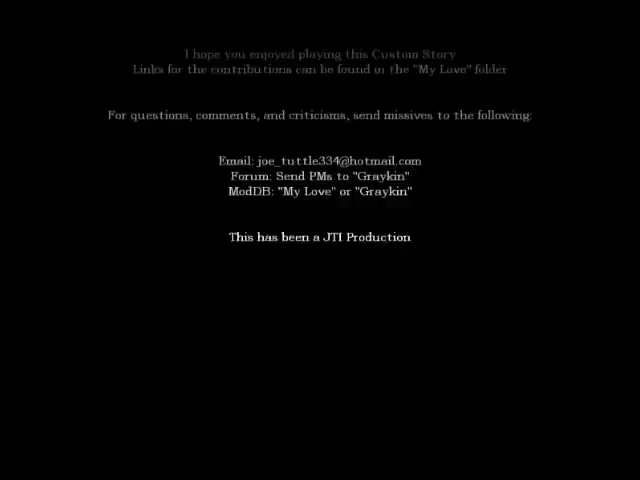 I hope you enjoyed playing this Custom Story
Links for the contributions can be found in the "My Love" folder
For questions, comments, and criticisms, send missives to the following:
Email: joe_tuttle334@hotmail.com
Forum: Send PMs to "Graykin"
ModDB: "My Love" or "Graykin"
This has been a JTI Production